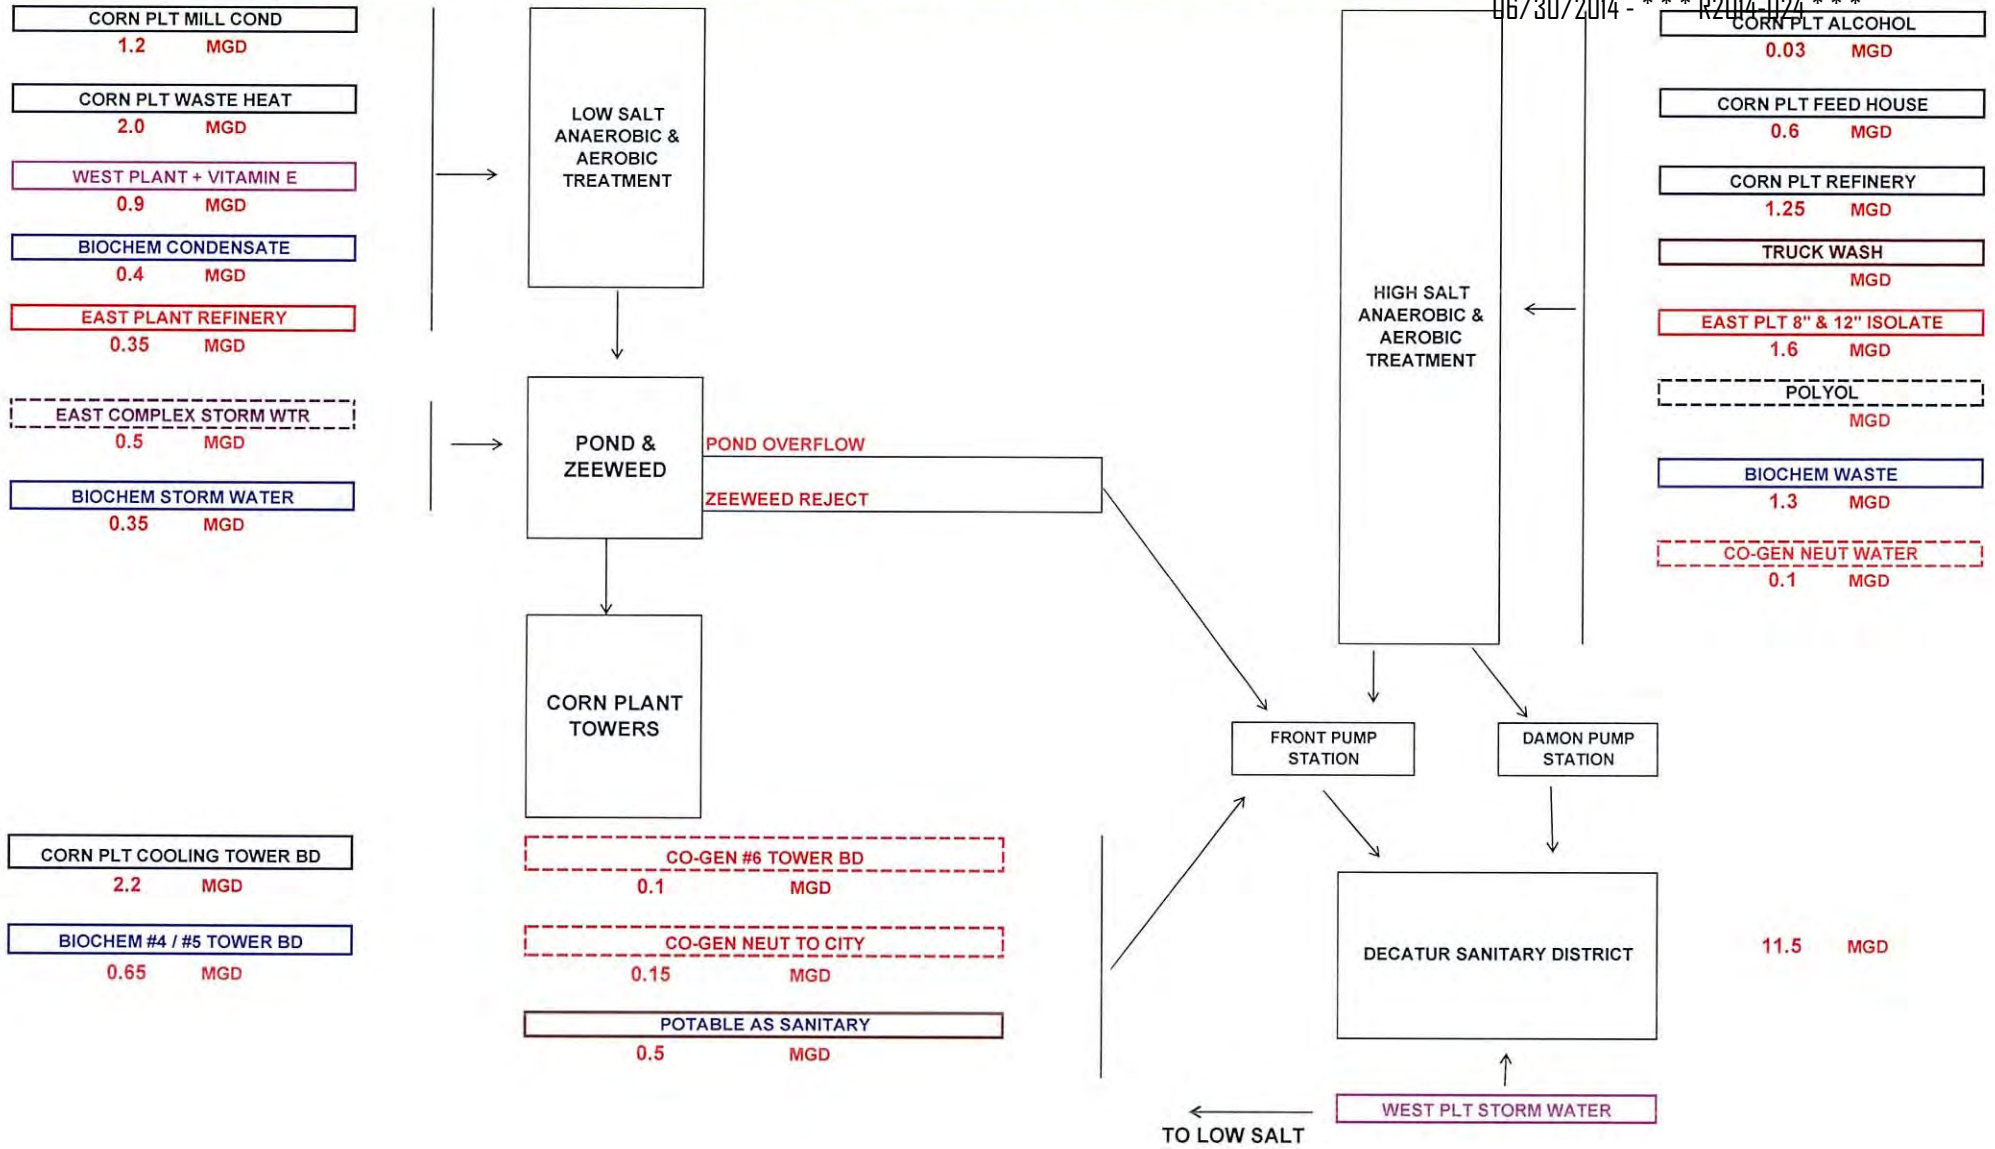 06/30/2014 - * * * R2014-024 * * *
CORN PLT MILL COND
1.2 MGD
CORN PLT WASTE HEAT
2.0 MGD
WEST PLANT + VITAMIN E
0.9 MGD
BIOCHEM CONDENSATE
0.4 MGD
EAST PLANT REFINERY
0.35 MGD
EAST COMPLEX STORM WTR
0.5 MGD
BIOCHEM STORM WATER
0.35 MGD
LOW SALT
ANAEROBIC &
AEROBIC
TREATMENT
POND &
ZEEWEED
POND OVERFLOW
ZEEWEED REJECT
CORN PLANT
TOWERS
HIGH SALT
ANAEROBIC &
AEROBIC
TREATMENT
CORN PLT ALCOHOL
0.03 MGD
CORN PLT FEED HOUSE
0.6 MGD
CORN PLT REFINERY
1.25 MGD
TRUCK WASH
MGD
EAST PLT 8" & 12" ISOLATE
1.6 MGD
POLYOL
MGD
BIOCHEM WASTE
1.3 MGD
CO-GEN NEUT WATER
0.1 MGD
FRONT PUMP
STATION
DAMON PUMP
STATION
CORN PLT COOLING TOWER BD
2.2 MGD
BIOCHEM #4 / #5 TOWER BD
0.65 MGD
CO-GEN #6 TOWER BD
0.1 MGD
CO-GEN NEUT TO CITY
0.15 MGD
POTABLE AS SANITARY
0.5 MGD
DECATUR SANITARY DISTRICT
11.5 MGD
WEST PLT STORM WATER
TO LOW SALT